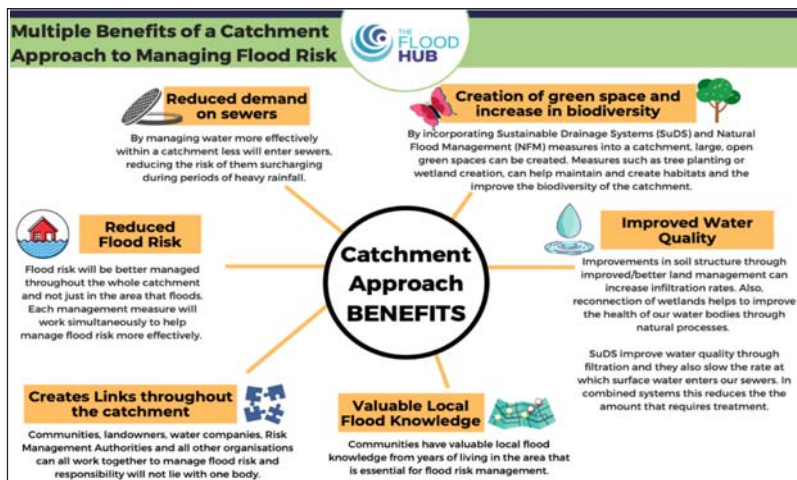 Multiple Benefits of a Catchment
Approach to Managing Flood Risk
THE
FLOOD
HUB
Reduced demand
on sewers
By managing water more effectively
within a catchment less will enter sewers,
reducing the risk of them surcharging
during periods of heavy rainfall.
Creation of green space and
increase in biodiversity
By incorporating Sustainable Drainage Systems (SuDS) and Natural
Flood Management (NFM) measures into a catchment, large, open
green spaces can be created. Measures such as tree planting or
wetland creation, can help maintain and create habitats and the
improve the biodiversity of the catchment.
Reduced
Flood Risk
Flood risk will be better managed
throughout the whole catchment
and not just in the area that floods.
Each management measure will
work simultaneously to help
manage flood risk more effectively.
Catchment
Approach
BENEFITS
Improved Water
Quality
Improvements in soil structure through
improved/better land management can
increase infiltration rates. Also,
reconnection of wetlands helps to improve
the health of our water bodies through
natural processes.
SuDS improve water quality through
filtration and they also slow the rate at
which surface water enters our sewers. In
combined systems this reduces the the
amount that requires treatment.
Creates Links throughout
the catchment
Communities, landowners, water companies, Risk
Management Authorities and all other organisations
can all work together to manage flood risk and
responsibility will not lie with one body.
Valuable Local
Flood Knowledge
Communities have valuable local flood
knowledge from years of living in the area that
is essential for flood risk management.